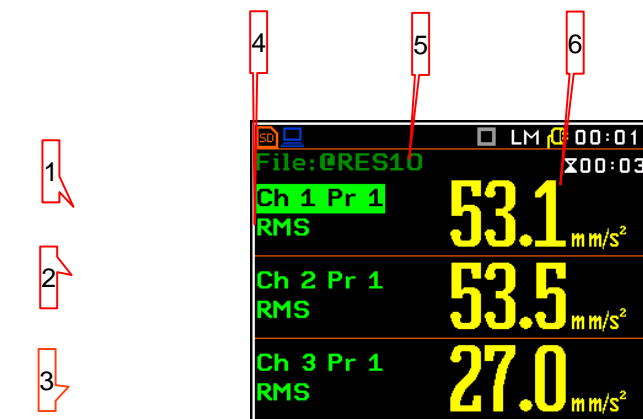 4 5 6
SD LM 00:01
File:@RES10 00:03
1
Ch 1 Pr 1
RMS 53.1 mm/s²
2
Ch 2 Pr 1
RMS 53.5 mm/s²
3
Ch 3 Pr 1
RMS 27.0 mm/s²